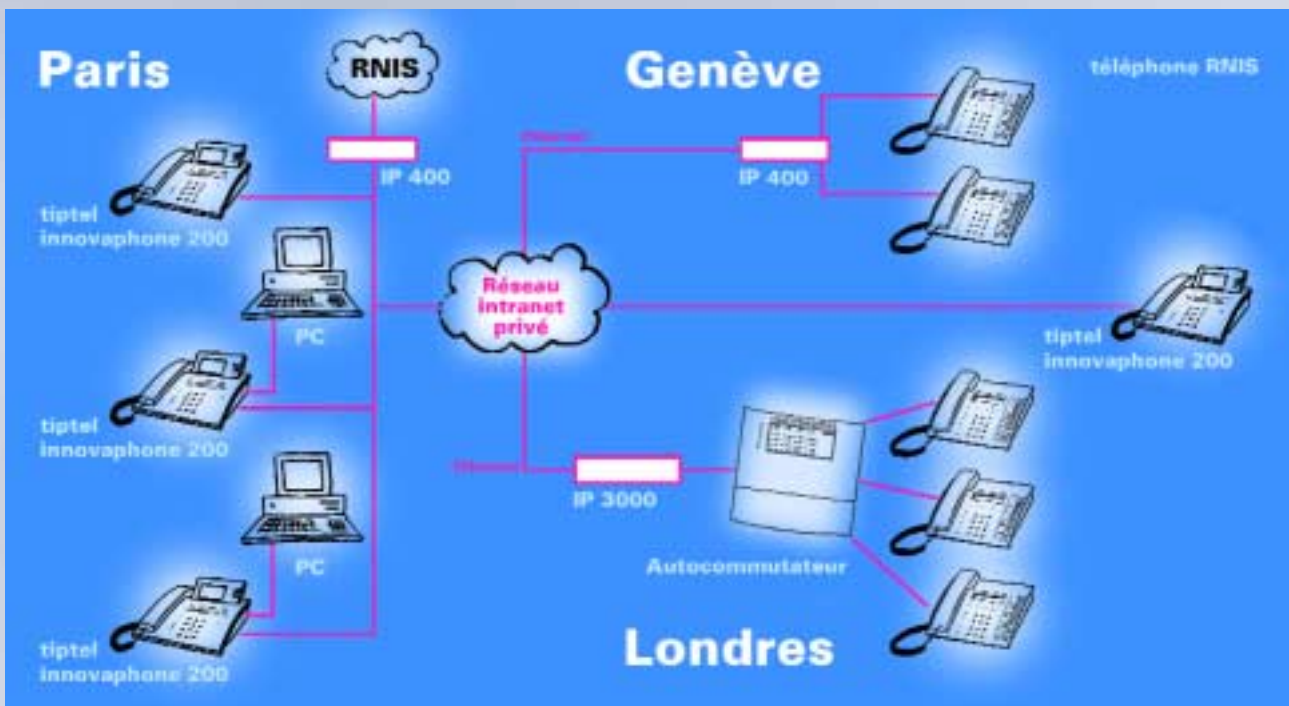 Paris
RNIS
Genève
téléphone RNIS
IP 400
IP 400
tiptel
innovaphone 200
Réseau
intranet
privé
PC
tiptel
innovaphone 200
tiptel
innovaphone 200
IP 3000
PC
Autocommutateur
Londres
tiptel
innovaphone 200